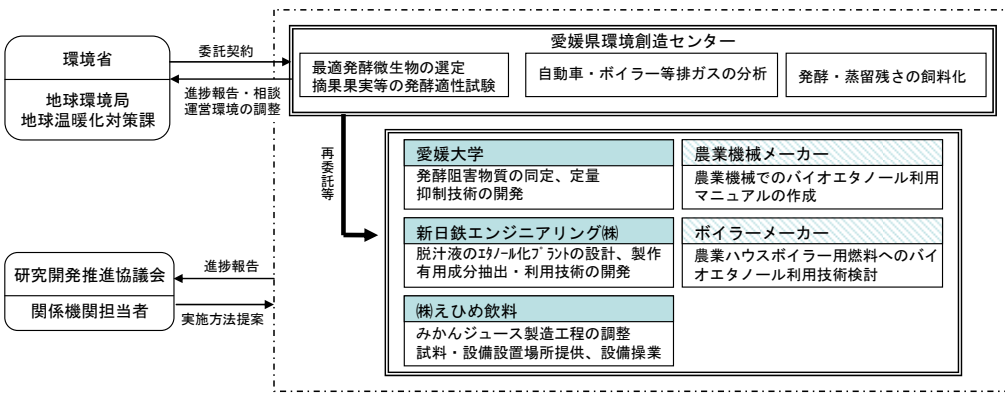 環境省
地球環境局
地球温暖化対策課
委託契約
進捗報告・相談
運営環境の調整
愛媛県環境創造センター
最適発酵微生物の選定
摘果果実等の発酵適性試験
自動車・ボイラー等排ガスの分析
発酵・蒸留残さの飼料化
再委託等
愛媛大学
発酵阻害物質の同定、定量
抑制技術の開発
農業機械メーカー
農業機械でのバイオエタノール利用
マニュアルの作成
新日鉄エンジニアリング㈱
脱汁液のｴﾀﾉｰﾙ化ﾌﾟﾗﾝﾄの設計、製作
有用成分抽出・利用技術の開発
ボイラーメーカー
農業ハウスボイラー用燃料へのバイ
オエタノール利用技術検討
㈱えひめ飲料
みかんジュース製造工程の調整
試料・設備設置場所提供、設備操業
研究開発推進協議会
関係機関担当者
進捗報告
実施方法提案